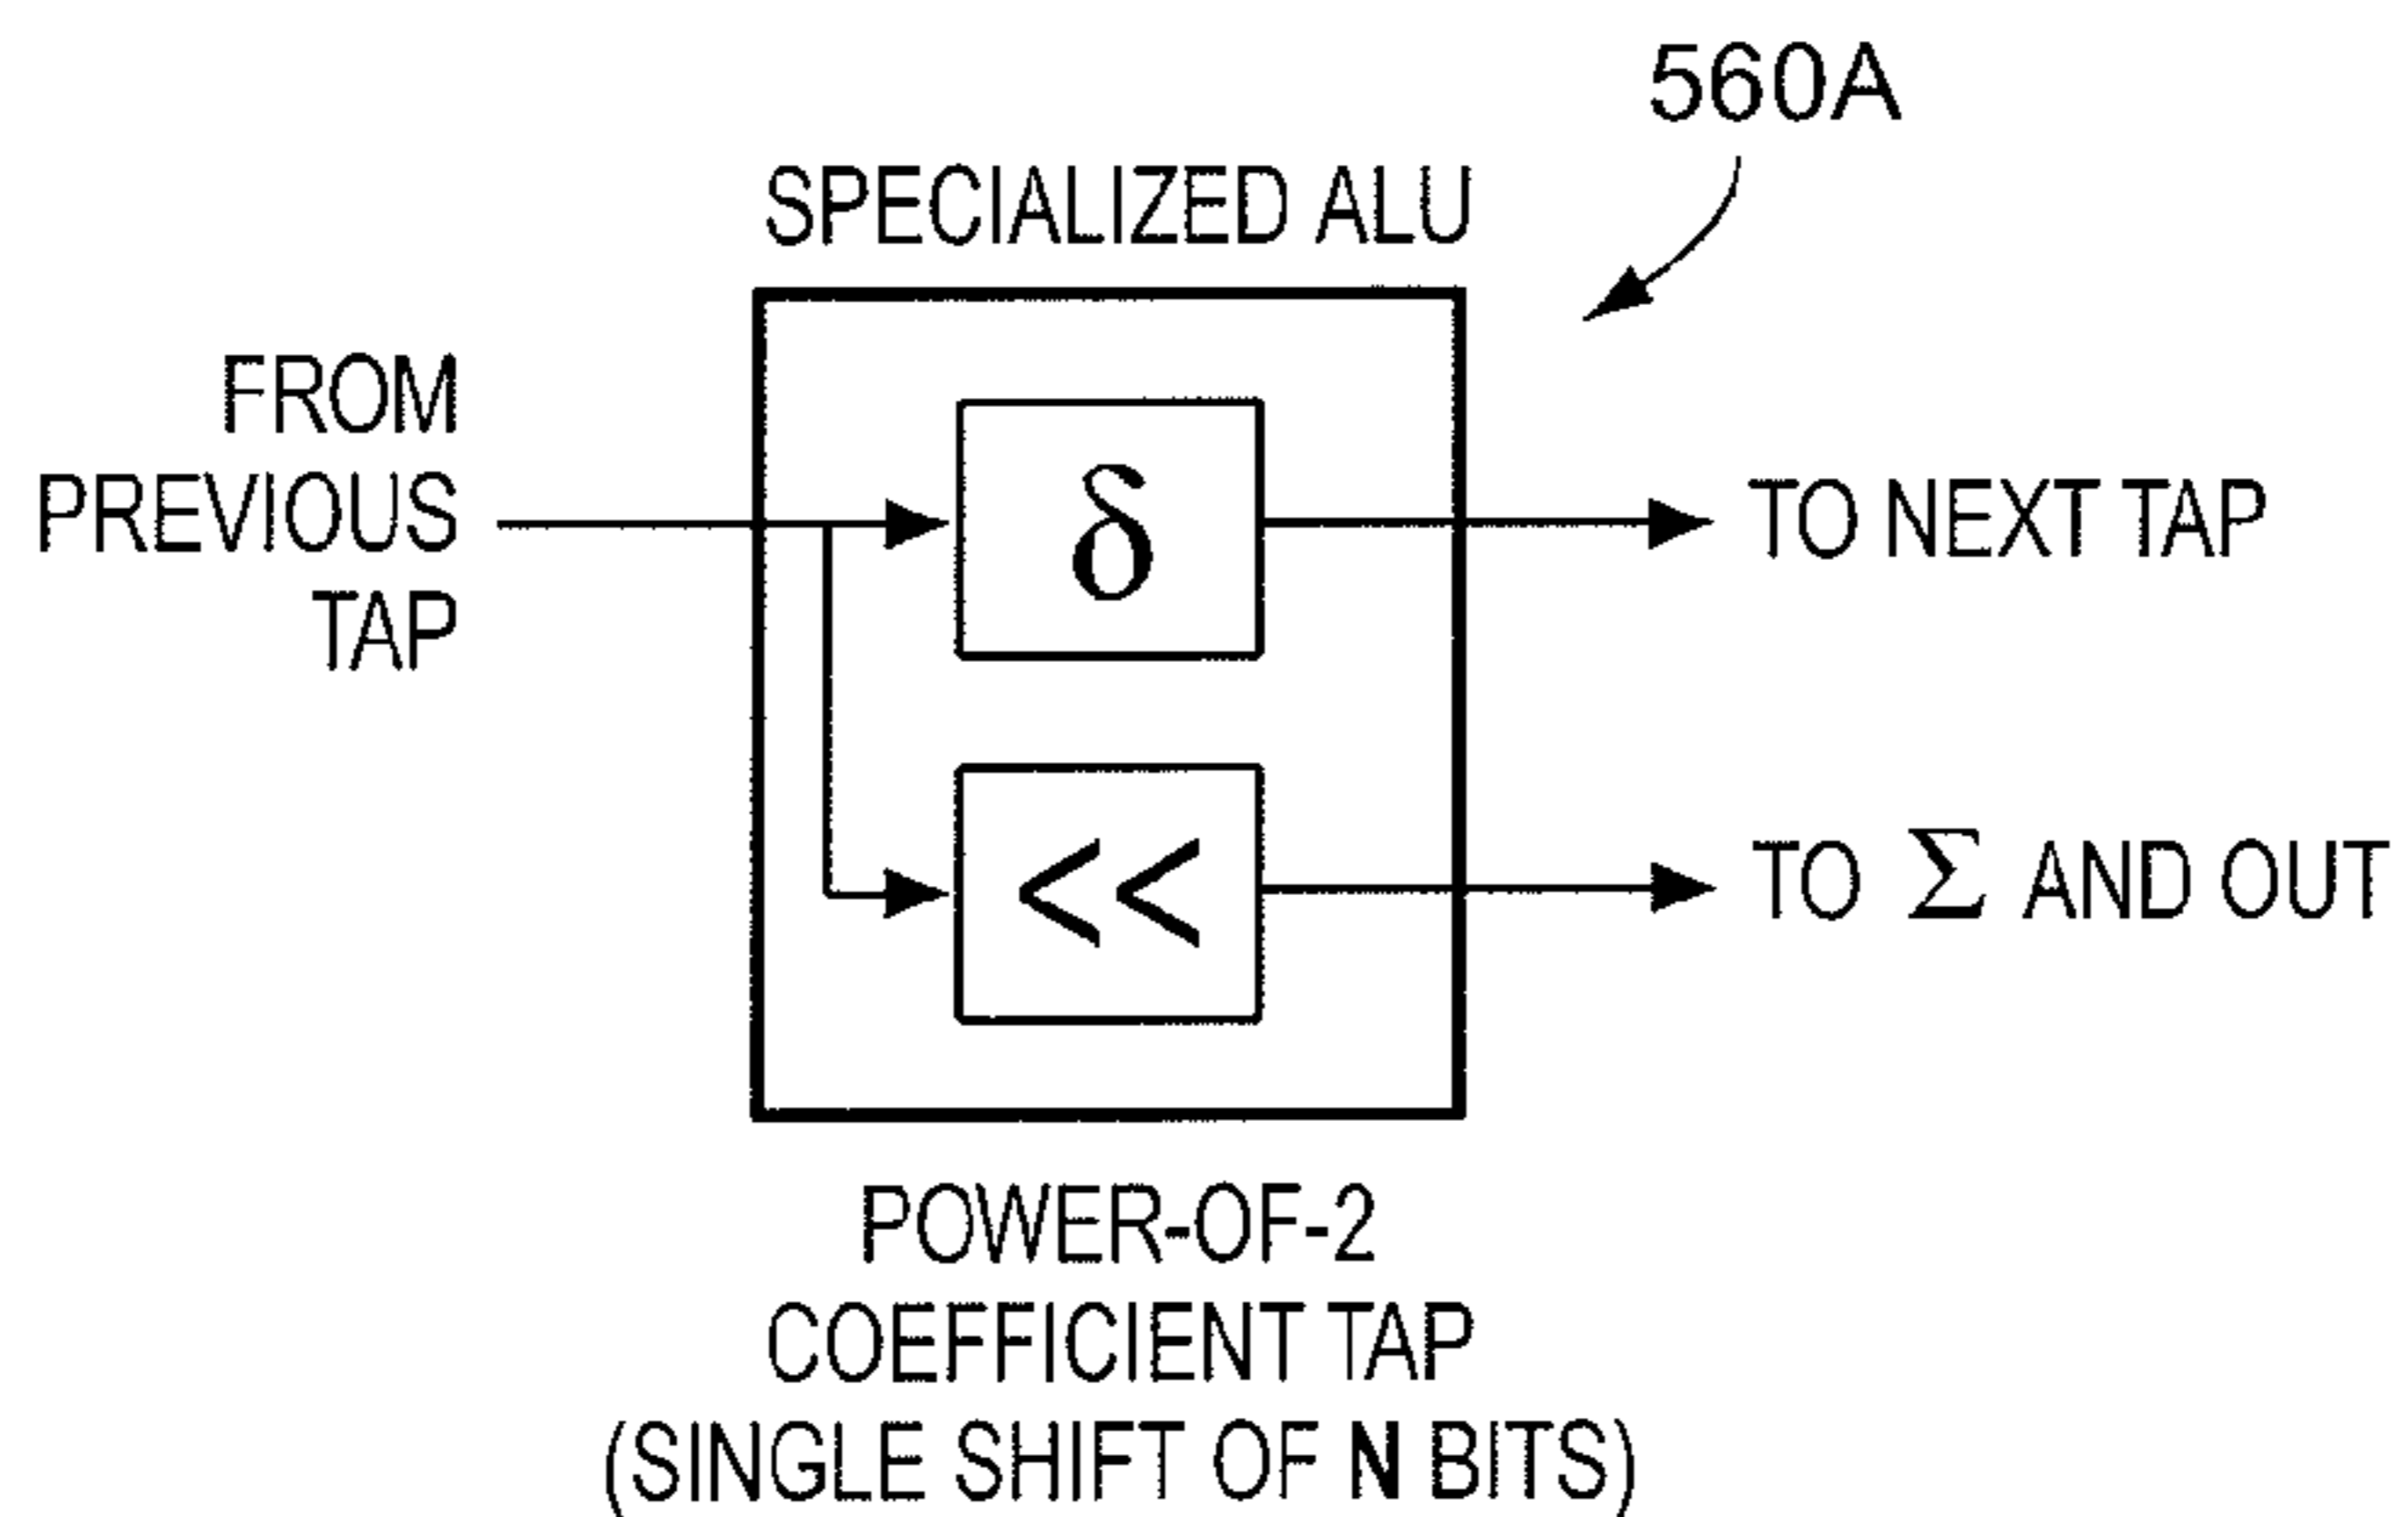 560A
SPECIALIZED ALU
FROM
PREVIOUS
TAP
δ
TO NEXT TAP
<<
TO Σ AND OUT
POWER-OF-2
COEFFICIENT TAP
(SINGLE SHIFT OF N BITS)